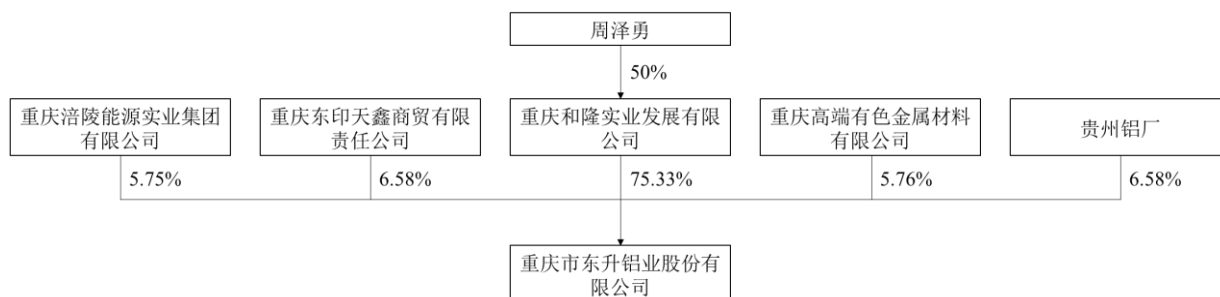 周泽勇
50%
重庆涪陵能源实业集团
有限公司
重庆东印天鑫商贸有限
责任公司
重庆和隆实业发展有限
公司
重庆高端有色金属材料
有限公司
贵州铝厂
5.75%
6.58%
75.33%
5.76%
6.58%
重庆市东升铝业股份有
限公司